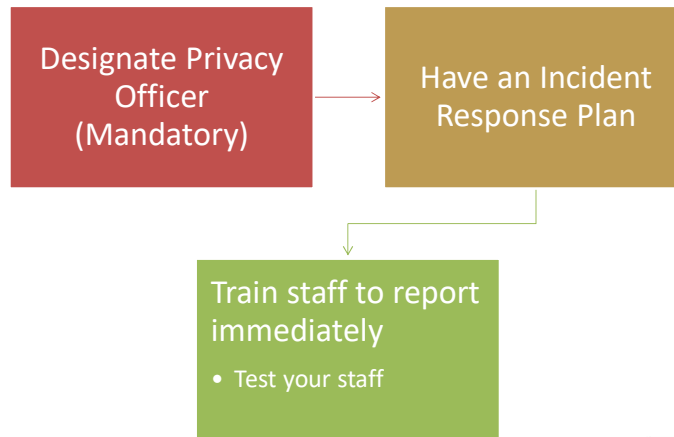 Designate Privacy
Officer
(Mandatory)
Have an Incident
Response Plan
Train staff to report
immediately
• Test your staff